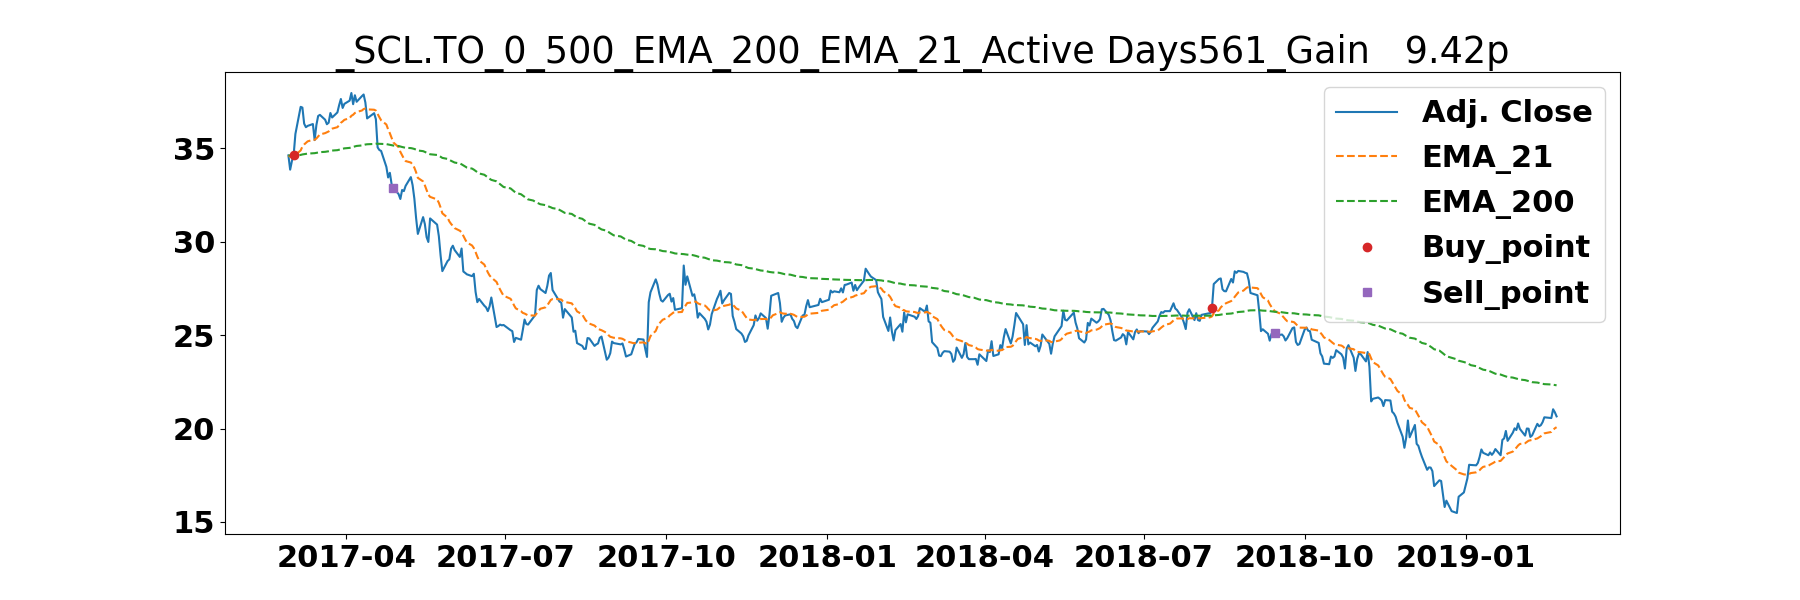 _SCL.TO_0_500_EMA_200_EMA_21_Active Days561_Gain   9.42p
Adj. Close
EMA_21
EMA_200
Buy_point
Sell_point
35
30
25
20
15
2017-04 2017-07 2017-10 2018-01 2018-04 2018-07 2018-10 2019-01